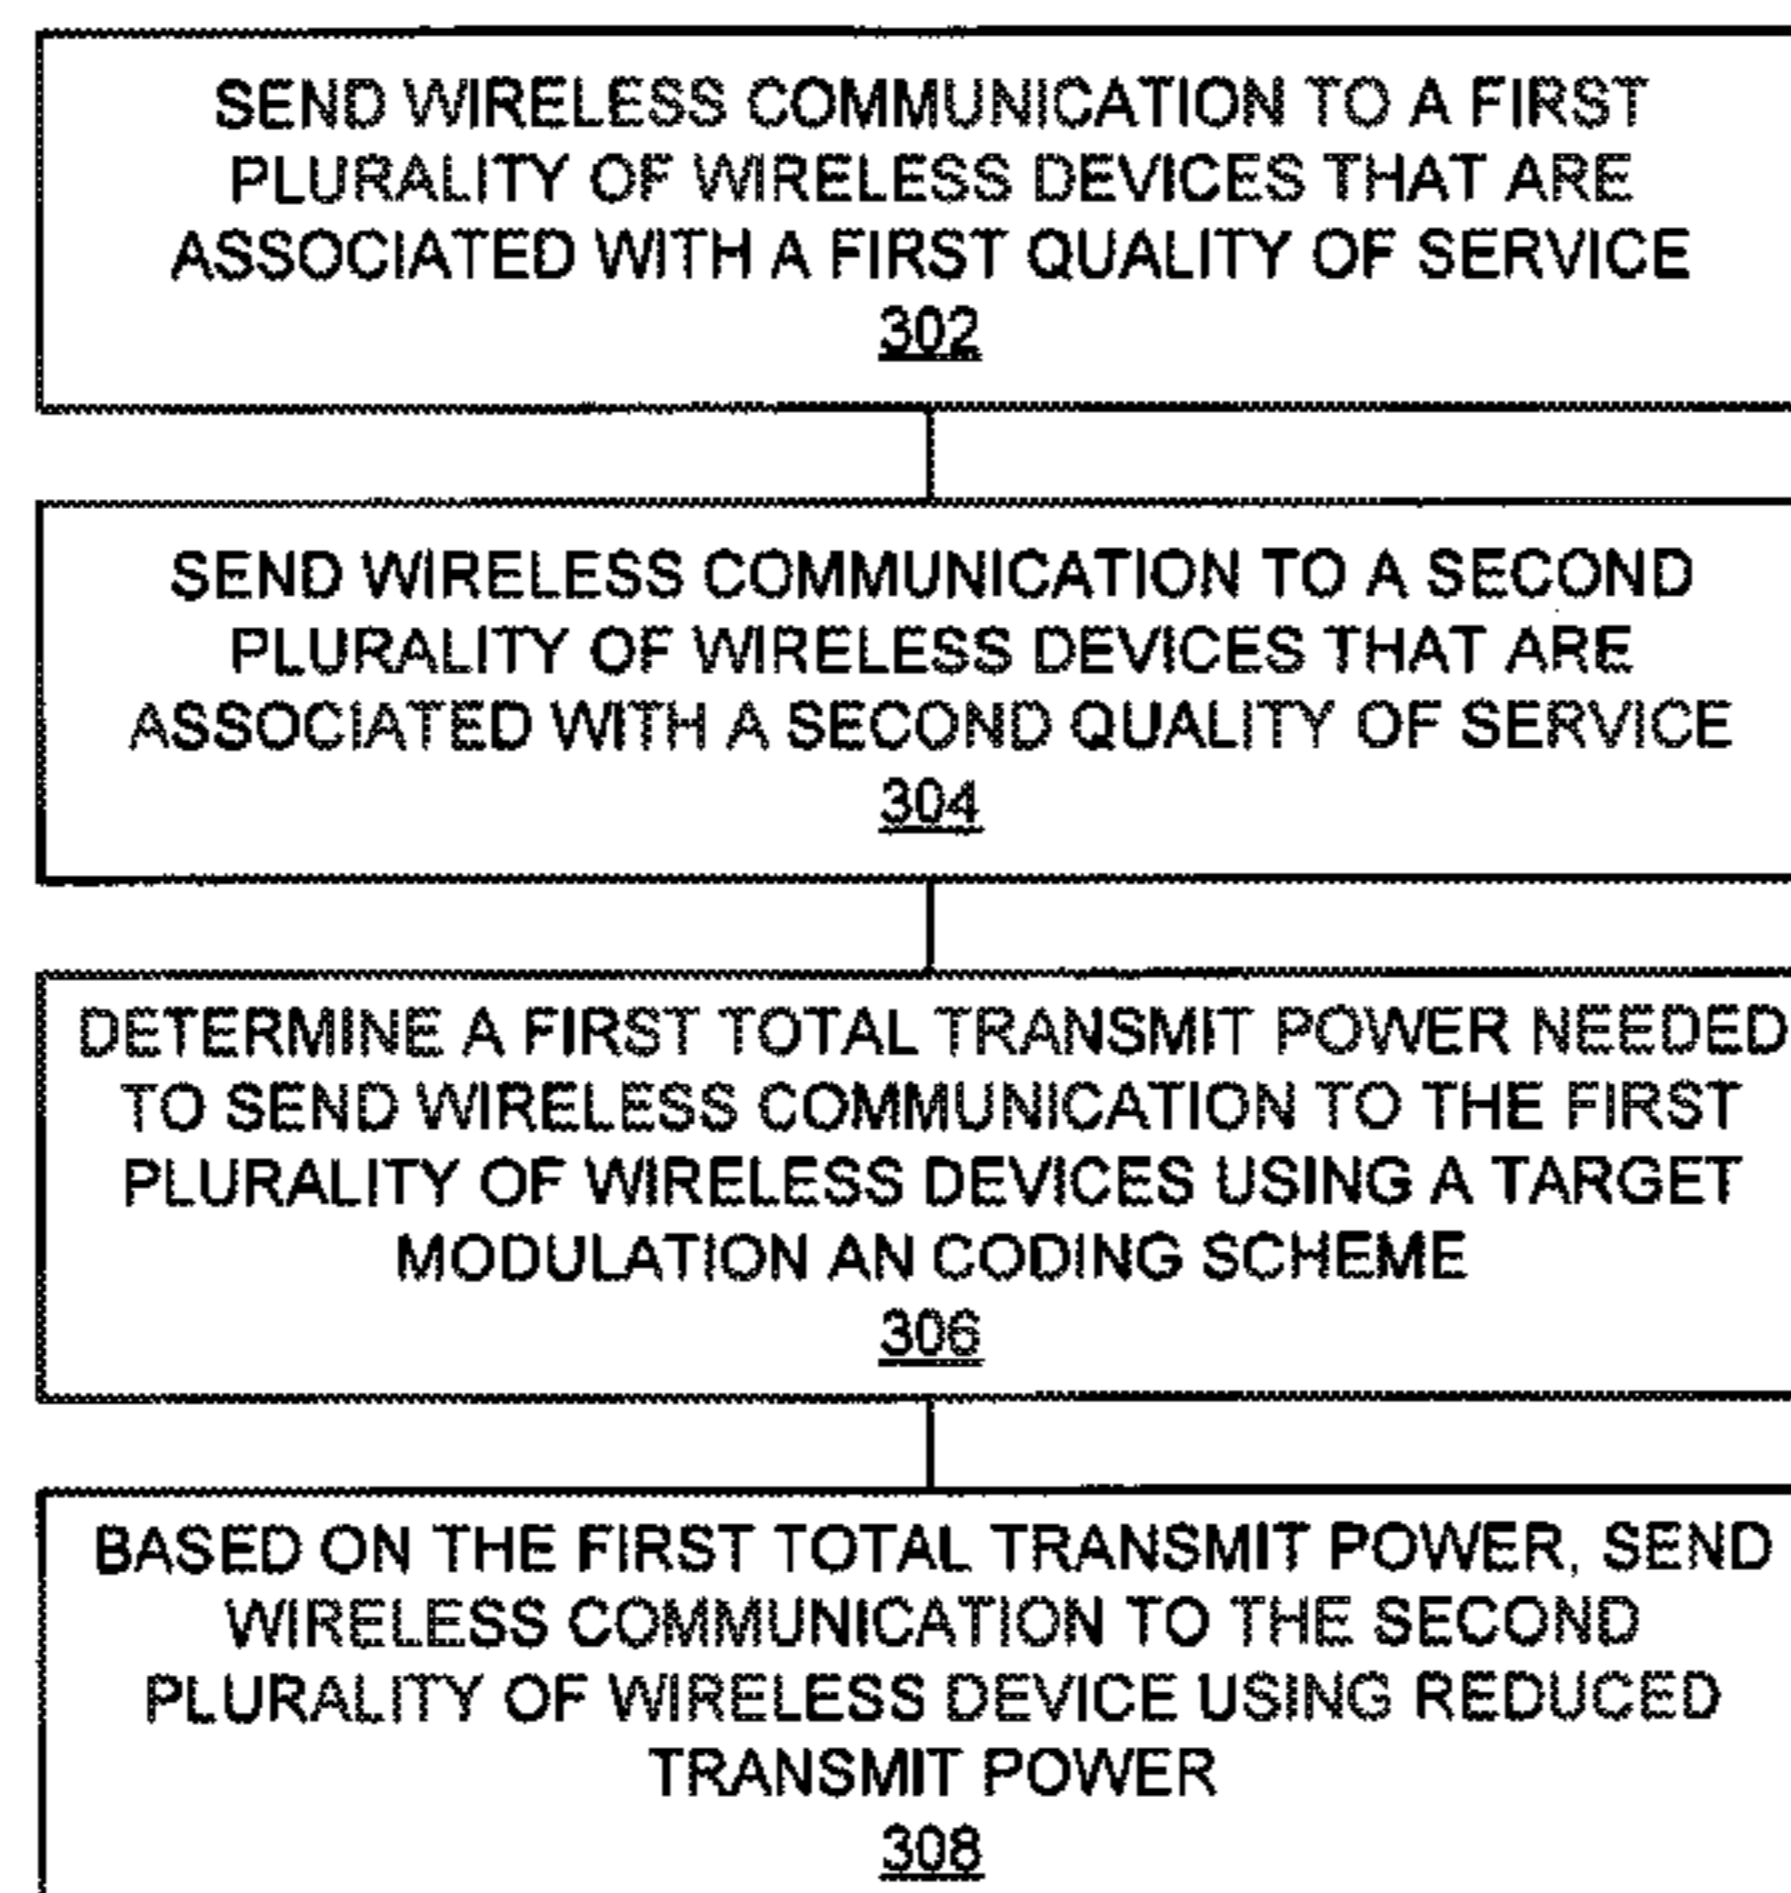 SEND WIRELESS COMMUNICATION TO A FIRST
PLURALITY OF WIRELESS DEVICES THAT ARE
ASSOCIATED WITH A FIRST QUALITY OF SERVICE
302
SEND WIRELESS COMMUNICATION TO A SECOND
PLURALITY OF WIRELESS DEVICES THAT ARE
ASSOCIATED WITH A SECOND QUALITY OF SERVICE
304
DETERMINE A FIRST TOTAL TRANSMIT POWER NEEDED
TO SEND WIRELESS COMMUNICATION TO THE FIRST
PLURALITY OF WIRELESS DEVICES USING A TARGET
MODULATION AN CODING SCHEME
306
BASED ON THE FIRST TOTAL TRANSMIT POWER, SEND
WIRELESS COMMUNICATION TO THE SECOND
PLURALITY OF WIRELESS DEVICE USING REDUCED
TRANSMIT POWER
308